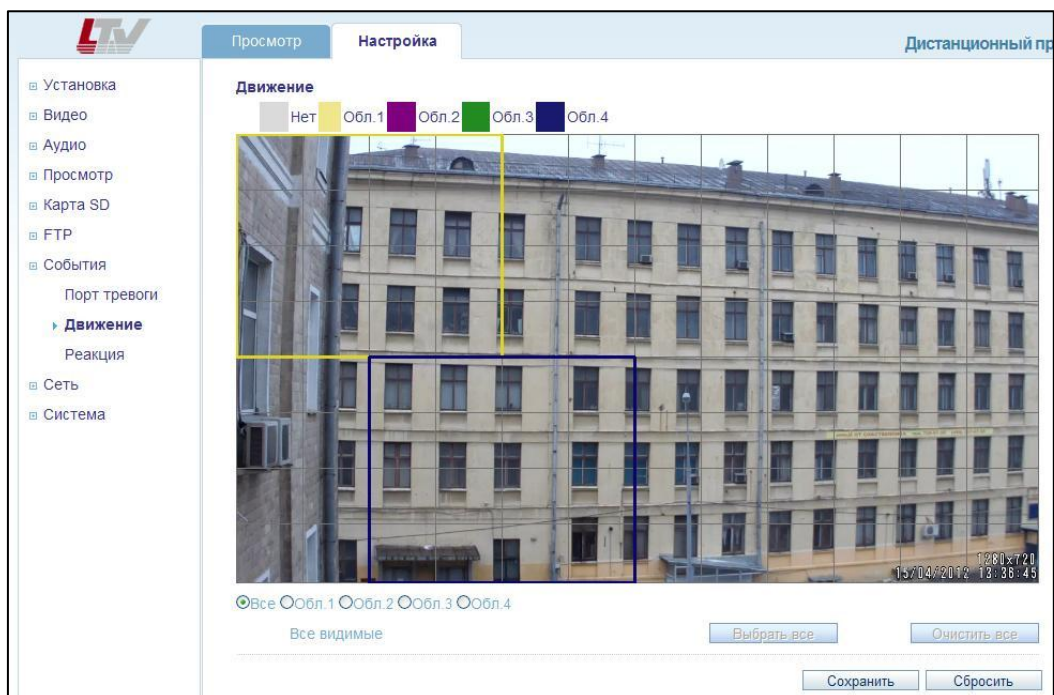 LTV
Просмотр
Настройка
Дистанционный пр
Установка
Видео
Аудио
Просмотр
Карта SD
FTP
События
Порт тревоги
Движение
Реакция
Сеть
Система
Движение
Нет Обл.1 Обл.2 Обл.3 Обл.4
1280x720
15/04/2012 13:36:45
Все Обл.1 Обл.2 Обл.3 Обл.4
Все видимые
Выбрать все
Очистить все
Сохранить
Сбросить